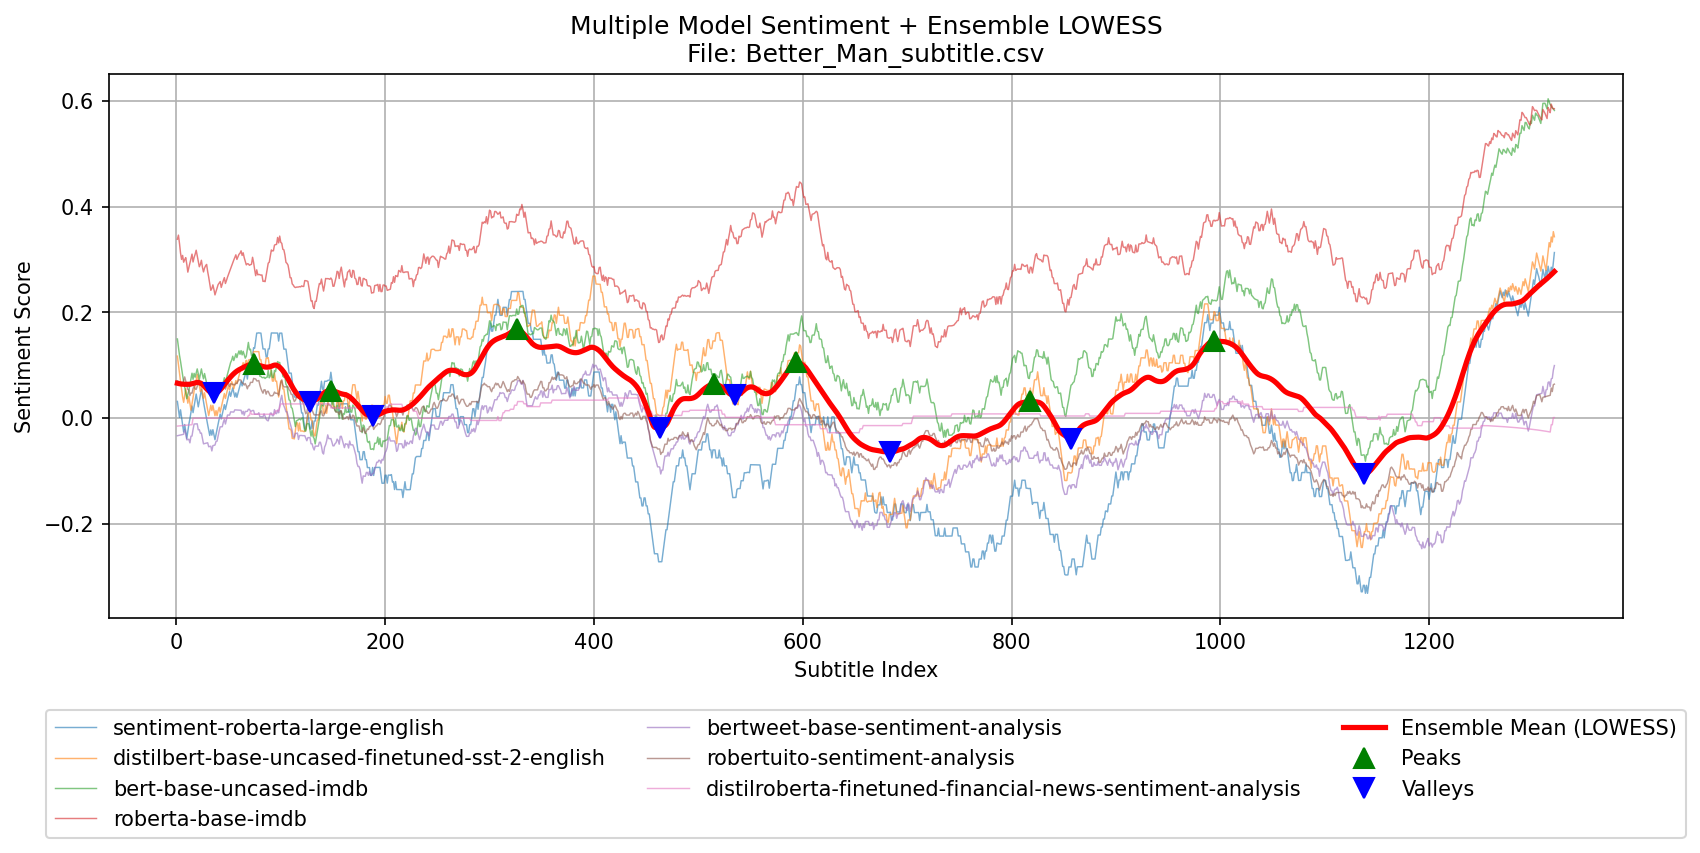 Multiple Model Sentiment + Ensemble LOWESS
File: Better_Man_subtitle.csv
Sentiment Score
0.6
0.4
0.2
0.0
−0.2
0
200
400
600
800
1000
1200
Subtitle Index
sentiment-roberta-large-english
distilbert-base-uncased-finetuned-sst-2-english
bert-base-uncased-imdb
roberta-base-imdb
bertweet-base-sentiment-analysis
robertuito-sentiment-analysis
distilroberta-finetuned-financial-news-sentiment-analysis
Ensemble Mean (LOWESS)
Peaks
Valleys